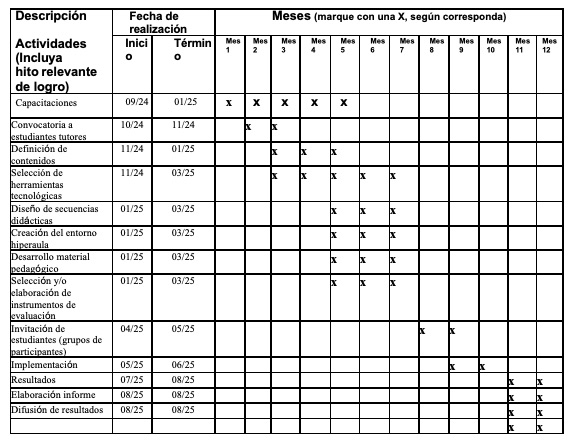 Descripción
Fecha de realización
Meses (marque con una X, según corresponda)
Actividades (Incluya hito relevante de logro)
Inicio
Término
Mes 1
Mes 2
Mes 3
Mes 4
Mes 5
Mes 6
Mes 7
Mes 8
Mes 9
Mes 10
Mes 11
Mes 12
Capacitaciones 09/24 01/25 x x x x x
Convocatoria a 10/24 11/24 x x
estudiantes tutores
Definición de 11/24 01/25 x x x
contenidos
Selección de 11/24 03/25 x x x x x
herramientas
tecnológicas
Diseño de secuencias 01/25 03/25 x x x
didácticas
Creación del entorno 01/25 03/25 x x x
hiperaula
Desarrollo material 01/25 03/25 x x x
pedagógico
Selección y/o 01/25 03/25 x x x
elaboración de
instrumentos de
evaluación
Invitación de 04/25 05/25 x x
estudiantes (grupos de
participantes)
Implementación 05/25 06/25 x x
Resultados 07/25 08/25 x x
Elaboración informe 08/25 08/25 x x
Difusión de resultados 08/25 08/25 x x
x x